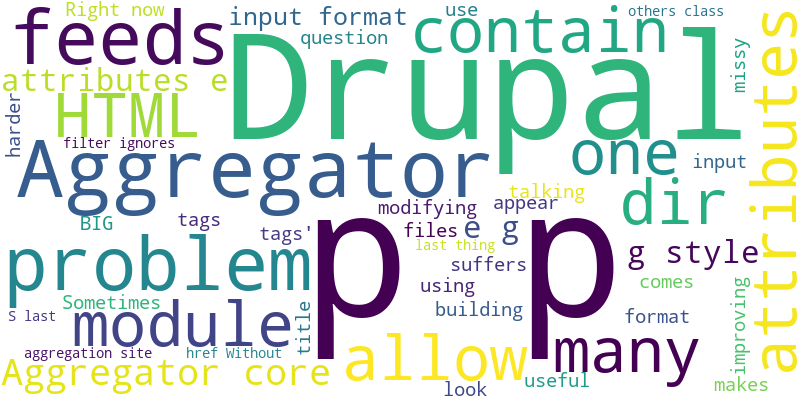 Right now
input format
use
others class
feeds
question
contain
Drupal
missy
attributes e
HTML
harder
filter ignores
Aggregator
one
input
attributes
talking
modifying
appear
dir
BIG
tags
tags'
files
e g
last thing
g style
problem
suffers
using
comes
Sometimes
building
p p
S last
module
title
format
improving
many
aggregation site
href Without
allow
Aggregator core
look
useful
makes